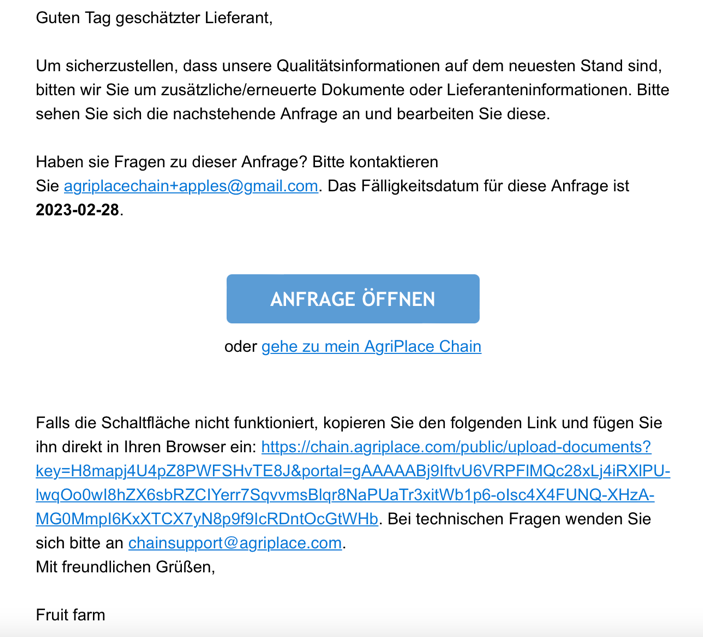 Guten Tag geschätzter Lieferant,
Um sicherzustellen, dass unsere Qualitätsinformationen auf dem neuesten Stand sind,
bitten wir Sie um zusätzliche/erneuerte Dokumente oder Lieferanteninformationen. Bitte
sehen Sie sich die nachstehende Anfrage an und bearbeiten Sie diese.
Haben sie Fragen zu dieser Anfrage? Bitte kontaktieren
Sie agriplacechain+apples@gmail.com. Das Fälligkeitsdatum für diese Anfrage ist
2023-02-28.
ANFRAGE ÖFFNEN
oder gehe zu mein AgriPlace Chain
Falls die Schaltfläche nicht funktioniert, kopieren Sie den folgenden Link und fügen Sie
ihn direkt in Ihren Browser ein: https://chain.agriplace.com/public/upload-documents?
key=H8mapj4U4pZ8PWFSHvTE8J&portal=gAAAAABj9IftvU6VRPFlMQc28xLj4iRXlPU-
lwqOo0wI8hZX6sbRZCIYerr7SqvvmsBlqr8NaPUaTr3xitWb1p6-oIsc4X4FUNQ-XHzA-
MG0MmpI6KxXTCX7yN8p9f9IcRDntOcGtWHb. Bei technischen Fragen wenden Sie
sich bitte an chainsupport@agriplace.com.
Mit freundlichen Grüßen,
Fruit farm